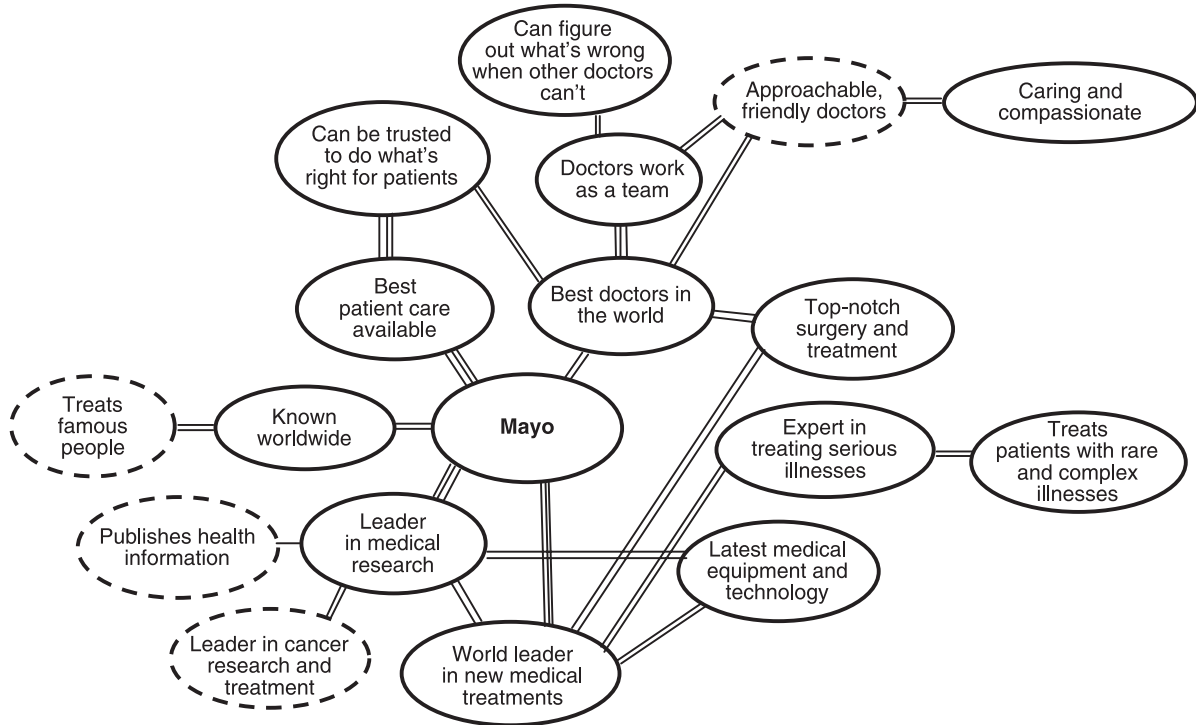 Can figure
out what's wrong
when other doctors
can't
Approachable,
friendly doctors
Caring and
compassionate
Can be trusted
to do what's
right for patients
Doctors work
as a team
Best
patient care
available
Best doctors in
the world
Top-notch
surgery and
treatment
Treats
famous
people
Known
worldwide
Mayo
Expert in
treating serious
illnesses
Treats
patients with rare
and complex
illnesses
Publishes health
information
Leader
in medical
research
Latest medical
equipment and
technology
Leader in cancer
research and
treatment
World leader
in new medical
treatments